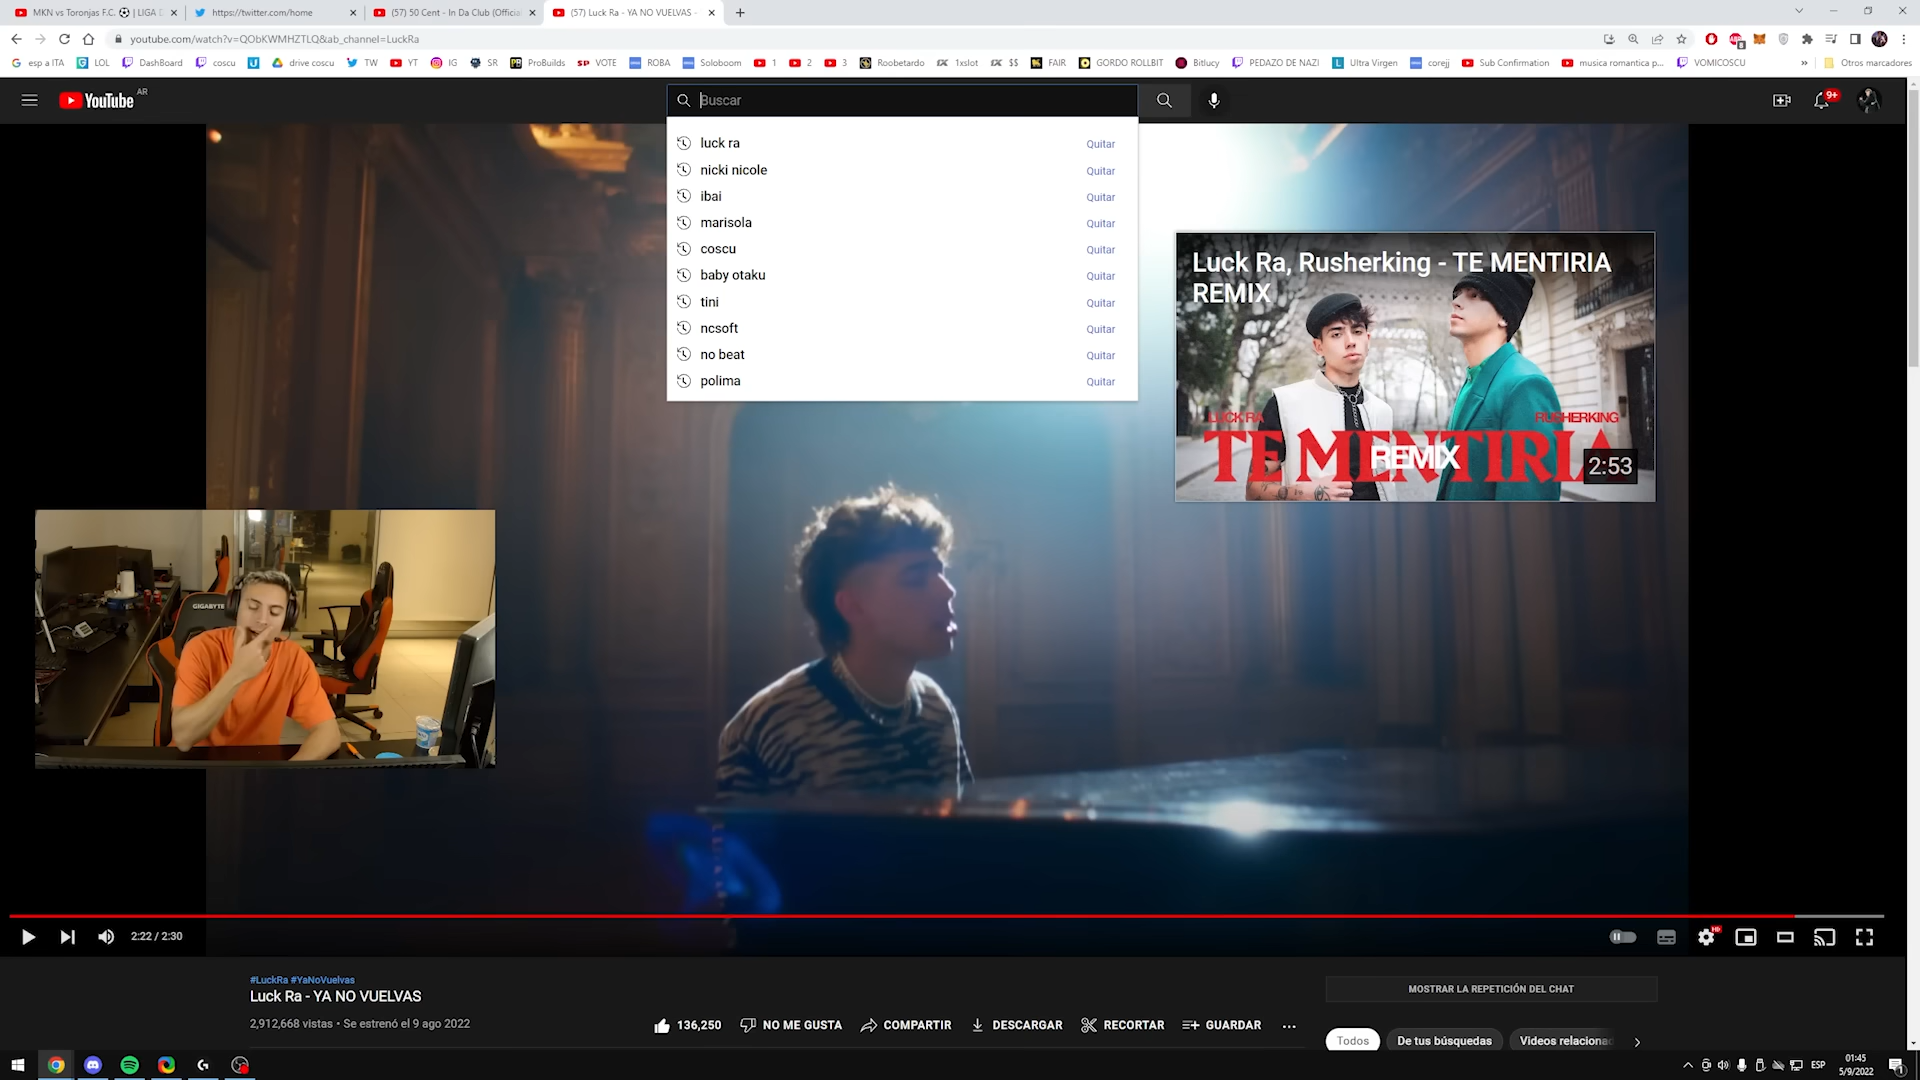 MKN vs Toronjas F.C. ⚽ | LIGA D
https://twitter.com/home
(57) 50 Cent - In Da Club (Official
(57) Luck Ra - YA NO VUELVAS -
youtube.com/watch?v=QObKWMHZTLQ&ab_channel=LuckRa
esp a ITA
LOL
DashBoard
coscu
drive coscu
TW
YT
IG
SR
ProBuilds
VOTE
ROBA
Soloboom
1
2
3
Roobetardo
1xslot
$$
FAIR
GORDO ROLLBIT
Bitlucy
PEDAZO DE NAZI
Ultra Virgen
corejj
Sub Confirmation
musica romantica p...
VOMICOSCU
»
Otros marcadores
YouTube AR
Buscar
9+
luck ra Quitar
nicki nicole Quitar
ibai Quitar
marisola Quitar
coscu Quitar
baby otaku Quitar
tini Quitar
ncsoft Quitar
no beat Quitar
polima Quitar
Luck Ra, Rusherking - TE MENTIRIA
REMIX
LUCK RA
RUSHERKING
TE MENTIRIA
REMIX
2:53
GIGABYTE
2:22 / 2:30
HD
#LuckRa #YaNoVuelvas
Luck Ra - YA NO VUELVAS
2,912,668 vistas • Se estrenó el 9 ago 2022
136,250
NO ME GUSTA
COMPARTIR
DESCARGAR
RECORTAR
GUARDAR
...
MOSTRAR LA REPETICIÓN DEL CHAT
Todos
De tus búsquedas
Videos relacionad
ESP
01:45
5/9/2022
1